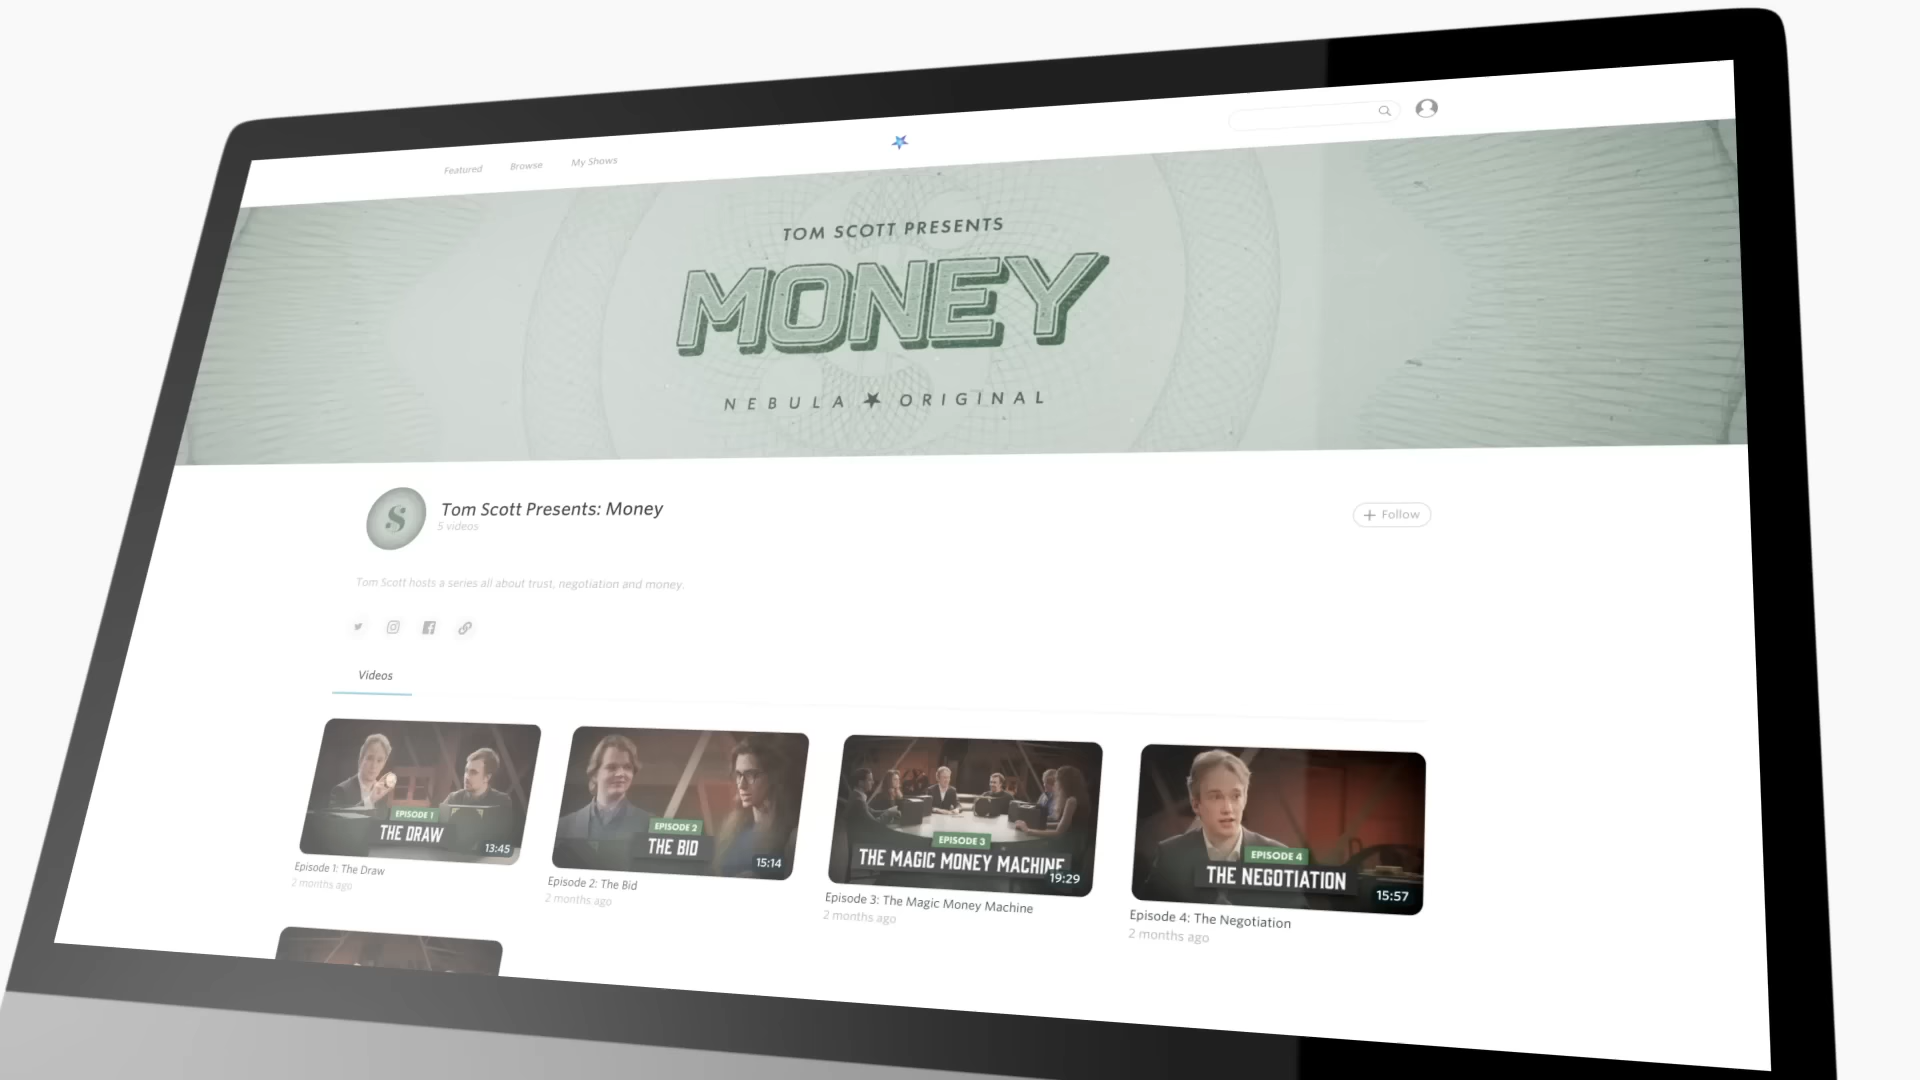 Featured Browse My Shows
TOM SCOTT PRESENTS
MONEY
NEBULA ORIGINAL
S
Tom Scott Presents: Money
5 videos
+ Follow
Tom Scott hosts a series all about trust, negotiation and money.
Videos
EPISODE 1
THE DRAW
13:45
Episode 1: The Draw
2 months ago
EPISODE 2
THE BID
15:14
Episode 2: The Bid
2 months ago
EPISODE 3
THE MAGIC MONEY MACHINE
19:29
Episode 3: The Magic Money Machine
2 months ago
EPISODE 4
THE NEGOTIATION
15:57
Episode 4: The Negotiation
2 months ago